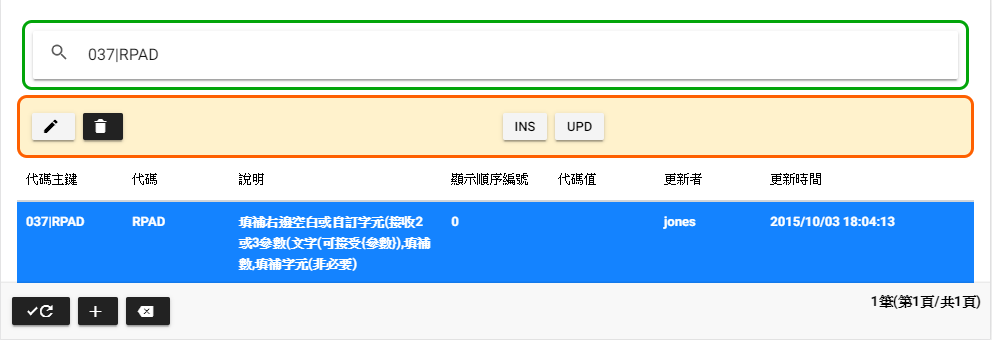 037|RPAD
INS UPD
代碼主鍵 代碼 說明 顯示順序編號 代碼值 更新者 更新時間
037|RPAD RPAD 填補右邊空白或自訂字元(接收2 0 jones 2015/10/03 18:04:13
或3參數(文字(可接受{參數}),填補
數,填補字元(非必要)
1筆(第1頁/共1頁)